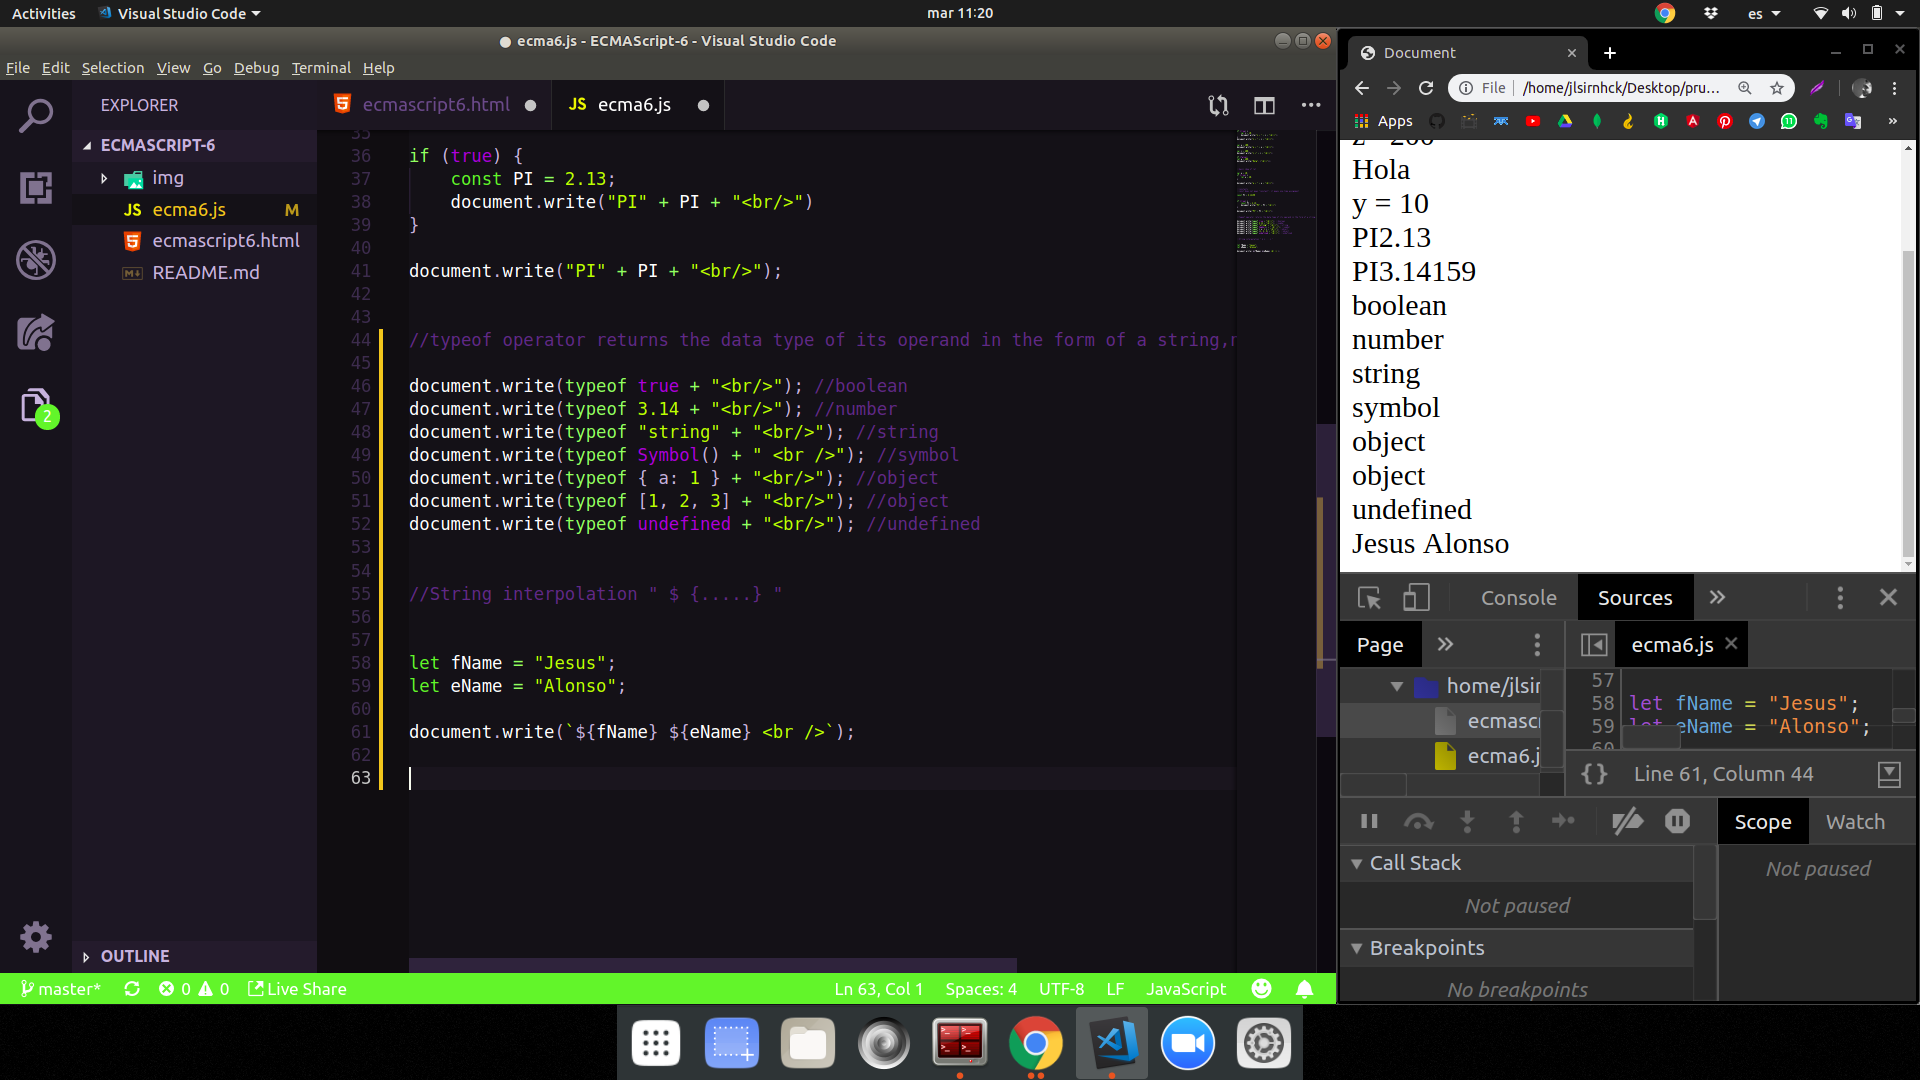 Activities
Visual Studio Code
mar 11:20
es
ecma6.js - ECMAScript-6 - Visual Studio Code
File Edit Selection View Go Debug Terminal Help
EXPLORER
ECMASCRIPT-6
img
JS ecma6.js M
ecmascript6.html
README.md
OUTLINE
2
ecmascript6.html
JS ecma6.js
35
36 if (true) {
37 const PI = 2.13;
38 document.write("PI" + PI + "<br/>")
39 }
40
41 document.write("PI" + PI + "<br/>");
42
43
44 //typeof operator returns the data type of its operand in the form of a string,
45
46 document.write(typeof true + "<br/>"); //boolean
47 document.write(typeof 3.14 + "<br/>"); //number
48 document.write(typeof "string" + "<br/>"); //string
49 document.write(typeof Symbol() + " <br />"); //symbol
50 document.write(typeof { a: 1 } + "<br/>"); //object
51 document.write(typeof [1, 2, 3] + "<br/>"); //object
52 document.write(typeof undefined + "<br/>"); //undefined
53
54
55 //String interpolation " $ {.....} "
56
57
58 let fName = "Jesus";
59 let eName = "Alonso";
60
61 document.write(`${fName} ${eName} <br />`);
62
63
master* 0 0 Live Share
Ln 63, Col 1 Spaces: 4 UTF-8 LF JavaScript
Document
File /home/jlsirnhck/Desktop/pru...
Apps
z= 200
Hola
y = 10
PI2.13
PI3.14159
boolean
number
string
symbol
object
object
undefined
Jesus Alonso
Console Sources
Page
ecma6.js
home/jlsir
ecmascr
ecma6.j
57
58 let fName = "Jesus";
59 let eName = "Alonso";
60
{} Line 61, Column 44
Scope Watch
Call Stack
Not paused
Not paused
Breakpoints
No breakpoints